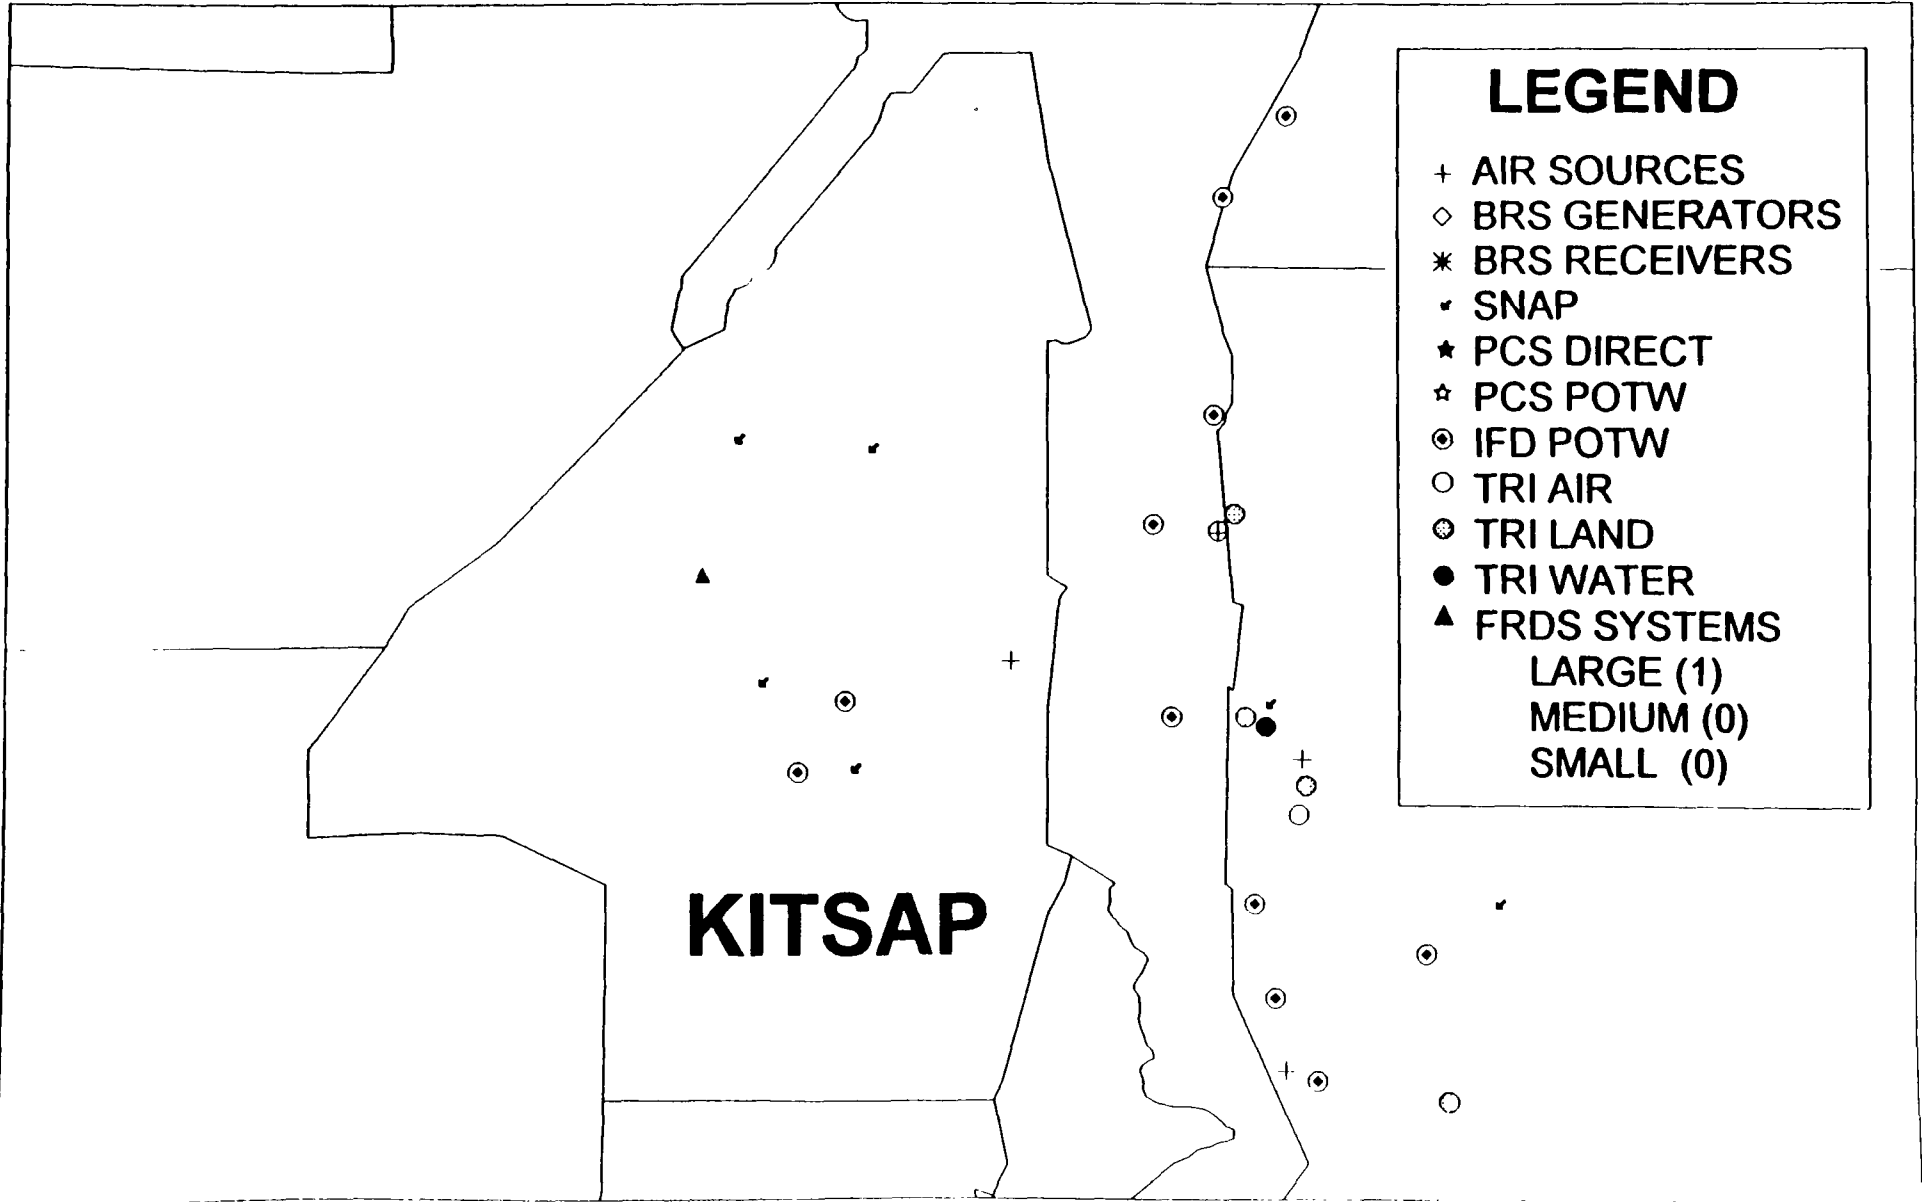 LEGEND
AIR SOURCES
BRS GENERATORS
BRS RECEIVERS
SNAP
PCS DIRECT
PCS POTW
IFD POTW
TRI AIR
TRI LAND
TRI WATER
FRDS SYSTEMS
LARGE (1)
MEDIUM (0)
SMALL (0)
KITSAP